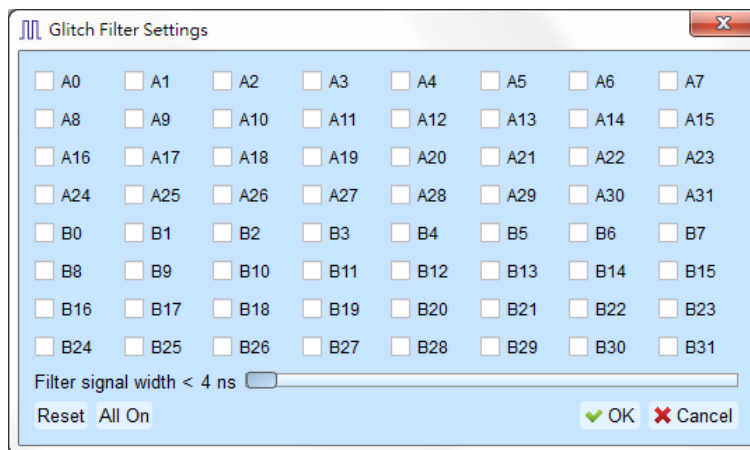 Glitch Filter Settings
A0 A1 A2 A3 A4 A5 A6 A7
A8 A9 A10 A11 A12 A13 A14 A15
A16 A17 A18 A19 A20 A21 A22 A23
A24 A25 A26 A27 A28 A29 A30 A31
B0 B1 B2 B3 B4 B5 B6 B7
B8 B9 B10 B11 B12 B13 B14 B15
B16 B17 B18 B19 B20 B21 B22 B23
B24 B25 B26 B27 B28 B29 B30 B31
Filter signal width < 4 ns
Reset All On OK Cancel